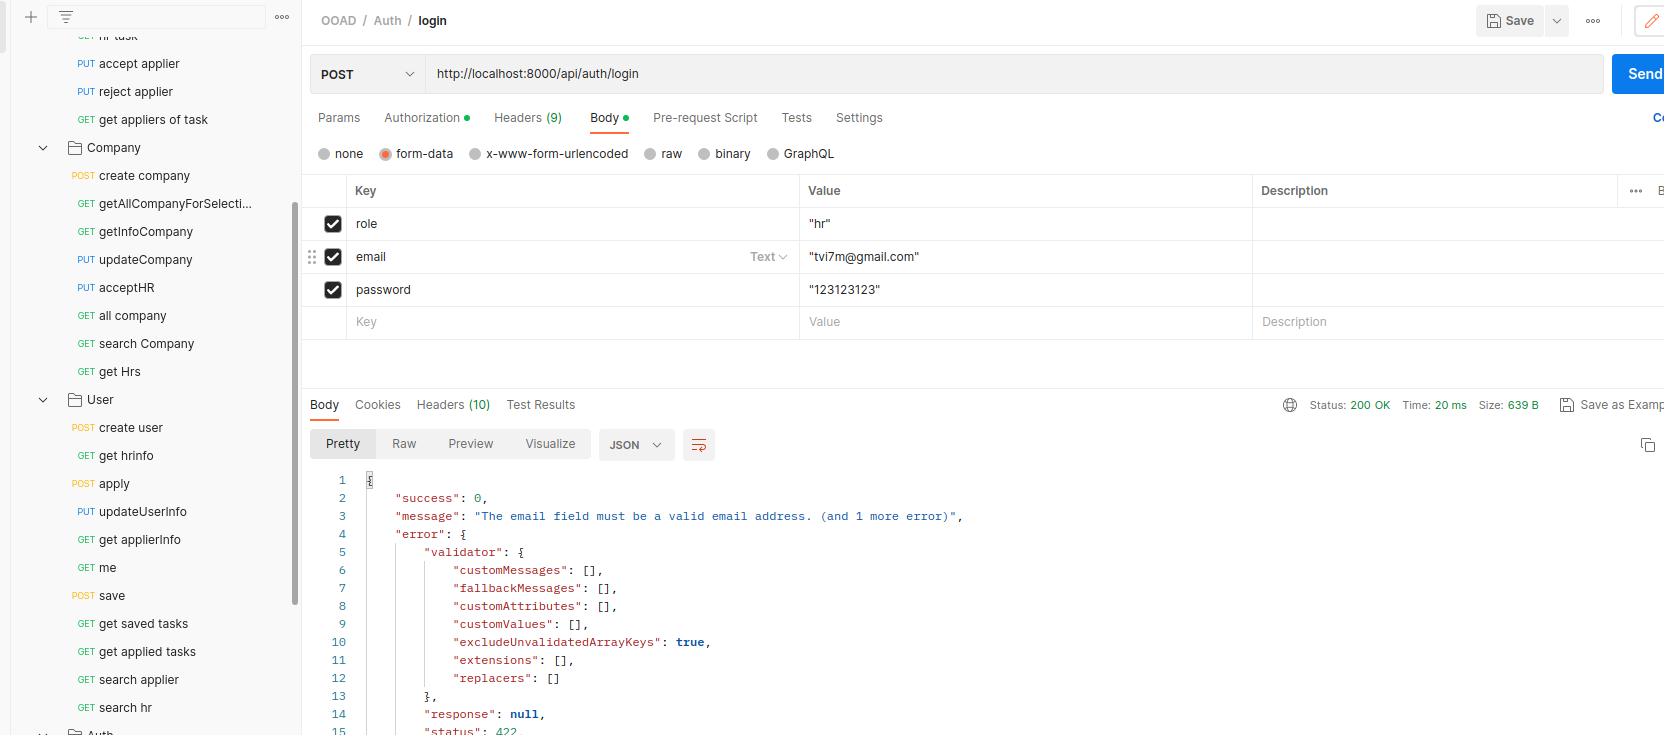 OOAD / Auth / login
Save
POST
http://localhost:8000/api/auth/login
Send
Params
Authorization
Headers (9)
Body
Pre-request Script
Tests
Settings
none
form-data
x-www-form-urlencoded
raw
binary
GraphQL
Key
Value
Description
role
"hr"
email
Text
"tvi7m@gmail.com"
password
"123123123"
Key
Value
Description
PUT accept applier
PUT reject applier
GET get appliers of task
Company
POST create company
GET getAllCompanyForSelecti...
GET getInfoCompany
PUT updateCompany
PUT acceptHR
GET all company
GET search Company
GET get Hrs
User
POST create user
GET get hrinfo
POST apply
PUT updateUserInfo
GET get applierInfo
GET me
POST save
GET get saved tasks
GET get applied tasks
GET search applier
GET search hr
Auth
Body
Cookies
Headers (10)
Test Results
Status: 200 OK
Time: 20 ms
Size: 639 B
Save as Examp
Pretty
Raw
Preview
Visualize
JSON
1 {
2 "success": 0,
3 "message": "The email field must be a valid email address. (and 1 more error)",
4 "error": {
5 "validator": {
6 "customMessages": [],
7 "fallbackMessages": [],
8 "customAttributes": [],
9 "customValues": [],
10 "excludeUnvalidatedArrayKeys": true,
11 "extensions": [],
12 "replacers": []
13 },
14 "response": null,
15 "status": 422,